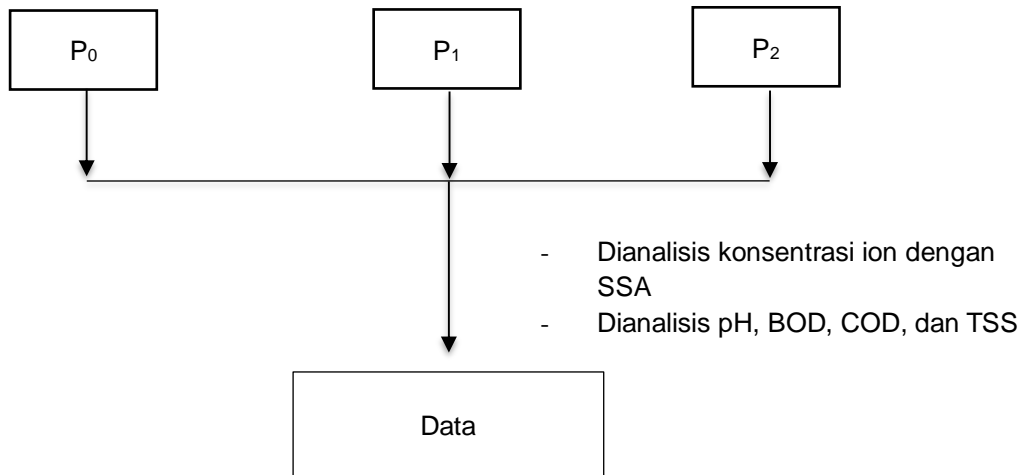 P₀
P₁
P₂
- Dianalisis konsentrasi ion dengan
SSA
- Dianalisis pH, BOD, COD, dan TSS
Data